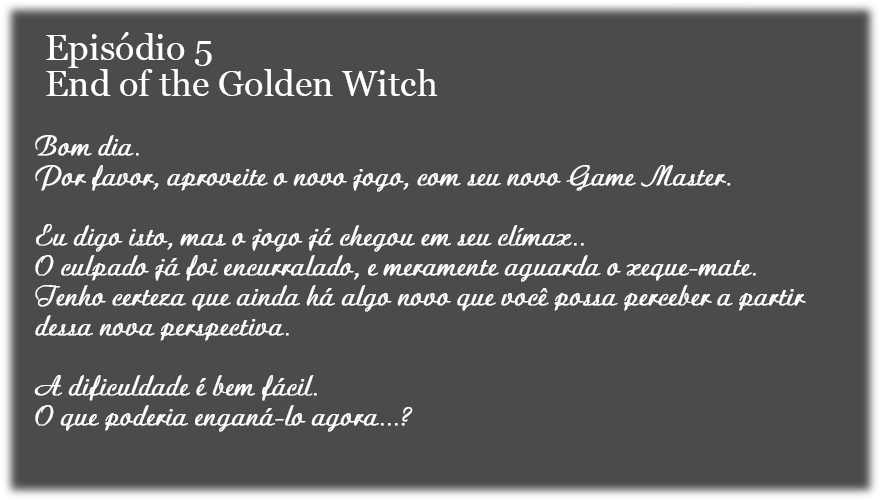 Episódio 5
End of the Golden Witch
Bom dia.
Por favor, aproveite o novo jogo, com seu novo Game Master.
Eu digo isto, mas o jogo já chegou em seu clímax..
O culpado já foi encurralado, e meramente aguarda o xeque-mate.
Tenho certeza que ainda há algo novo que você possa perceber a partir
dessa nova perspectiva.
A dificuldade é bem fácil.
O que poderia enganá-lo agora...?